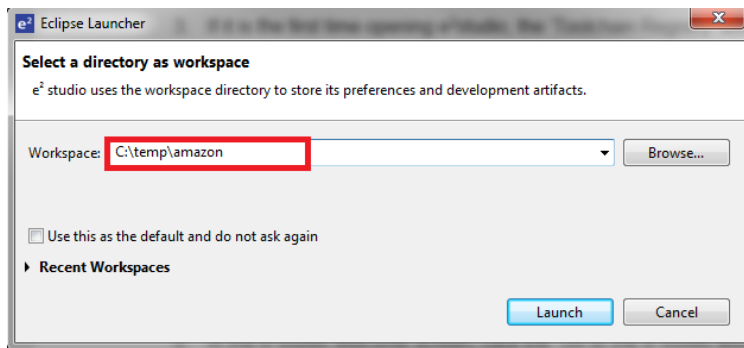 e² Eclipse Launcher
Select a directory as workspace
e² studio uses the workspace directory to store its preferences and development artifacts.
Workspace: C:\temp\amazon Browse...
Use this as the default and do not ask again
Recent Workspaces
Launch Cancel